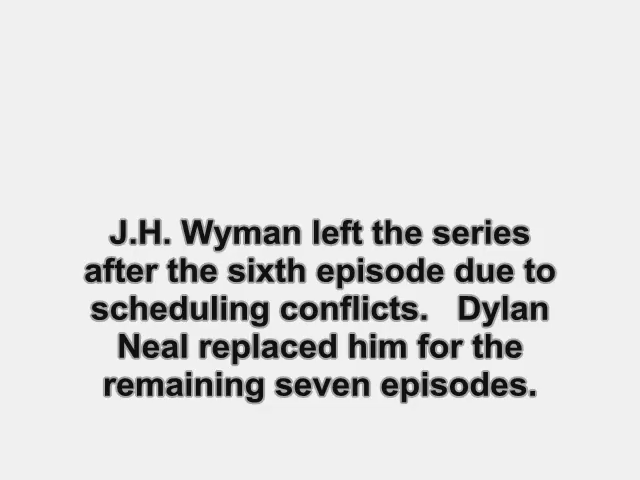 J.H. Wyman left the series
after the sixth episode due to
scheduling conflicts.   Dylan
Neal replaced him for the
remaining seven episodes.